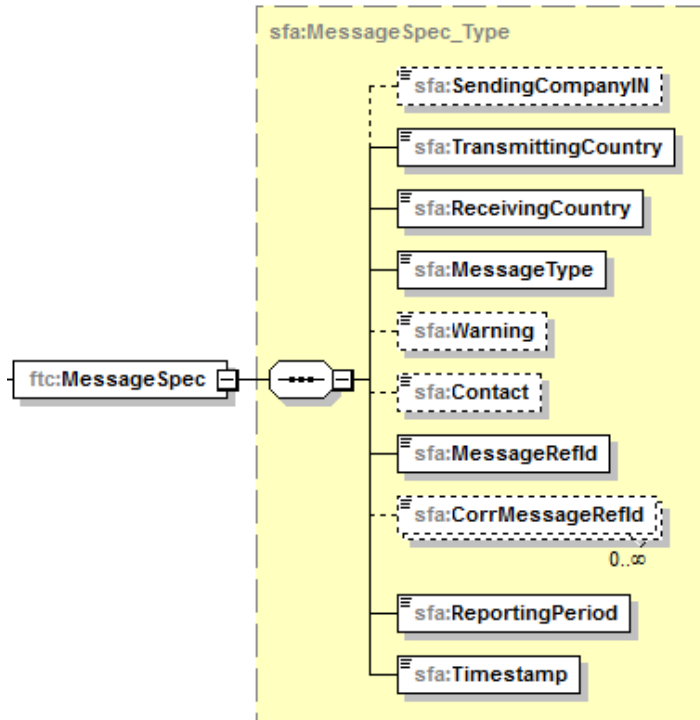 sfa:MessageSpec_Type
sfa:SendingCompanyIN
sfa:TransmittingCountry
sfa:ReceivingCountry
sfa:MessageType
sfa:Warning
ftc:MessageSpec
sfa:Contact
sfa:MessageRefId
sfa:CorrMessageRefId
0..∞
sfa:ReportingPeriod
sfa:Timestamp